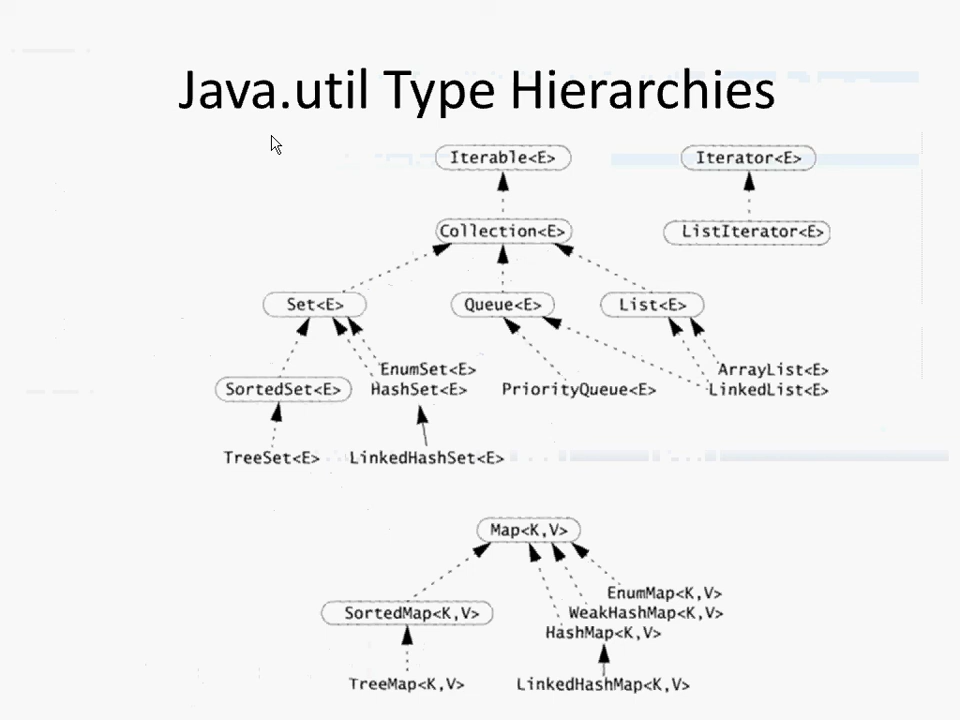 Java.util Type Hierarchies
Iterable<E> Iterator<E>
Collection<E> ListIterator<E>
Set<E> Queue<E> List<E>
EnumSet<E> ArrayList<E>
SortedSet<E> HashSet<E> PriorityQueue<E> LinkedList<E>
TreeSet<E> LinkedHashSet<E>
Map<K,V>
EnumMap<K,V>
SortedMap<K,V> WeakHashMap<K,V>
HashMap<K,V>
TreeMap<K,V> LinkedHashMap<K,V>